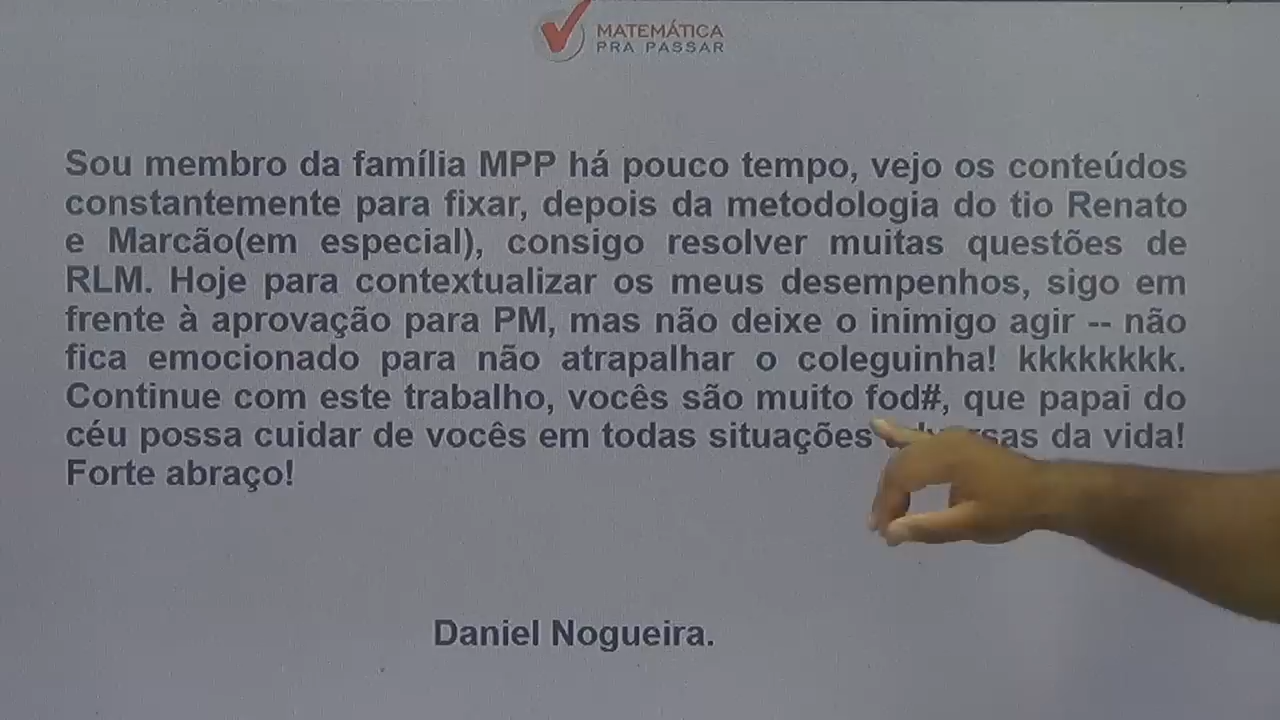 MATEMÁTICA
PRA PASSAR
Sou membro da família MPP há pouco tempo, vejo os conteúdos
constantemente para fixar, depois da metodologia do tio Renato
e Marcão(em especial), consigo resolver muitas questões de
RLM. Hoje para contextualizar os meus desempenhos, sigo em
frente à aprovação para PM, mas não deixe o inimigo agir -- não
fica emocionado para não atrapalhar o coleguinha! kkkkkkkk.
Continue com este trabalho, vocês são muito fod#, que papai do
céu possa cuidar de vocês em todas situações da vida!
Forte abraço!
Daniel Nogueira.